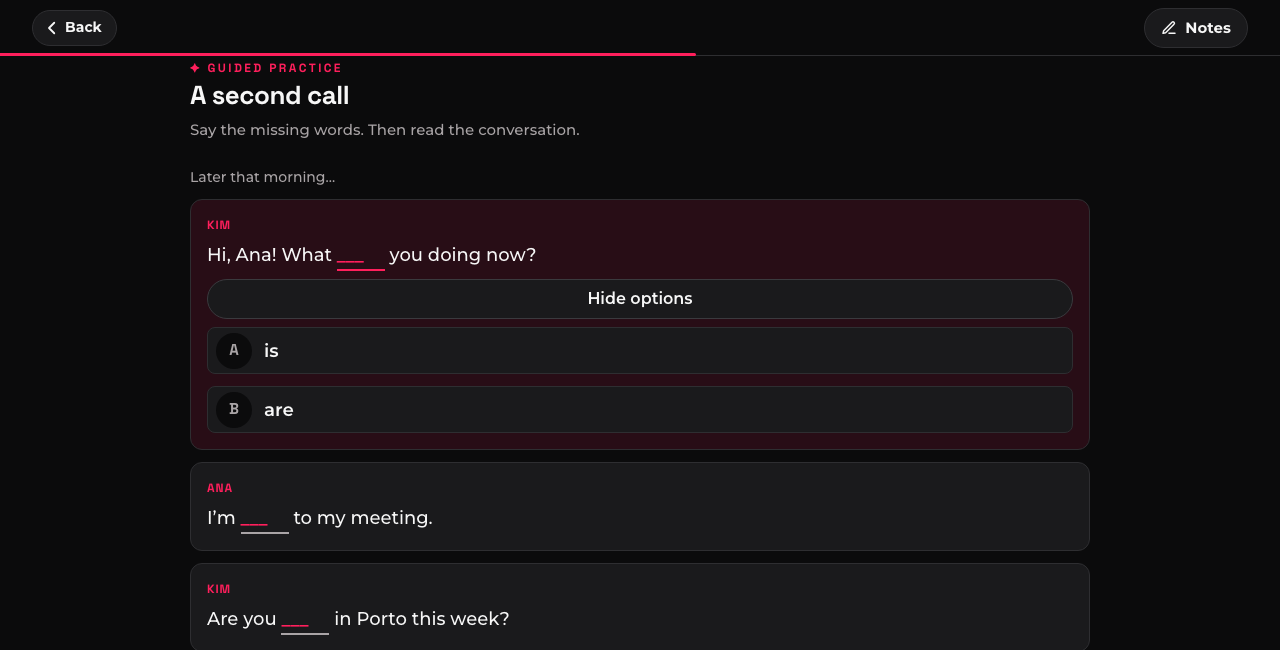 Back
Notes
GUIDED PRACTICE
A second call
Say the missing words. Then read the conversation.
Later that morning...
KIM
Hi, Ana! What ___ you doing now?
Hide options
A is
B are
ANA
I’m ___ to my meeting.
KIM
Are you ___ in Porto this week?